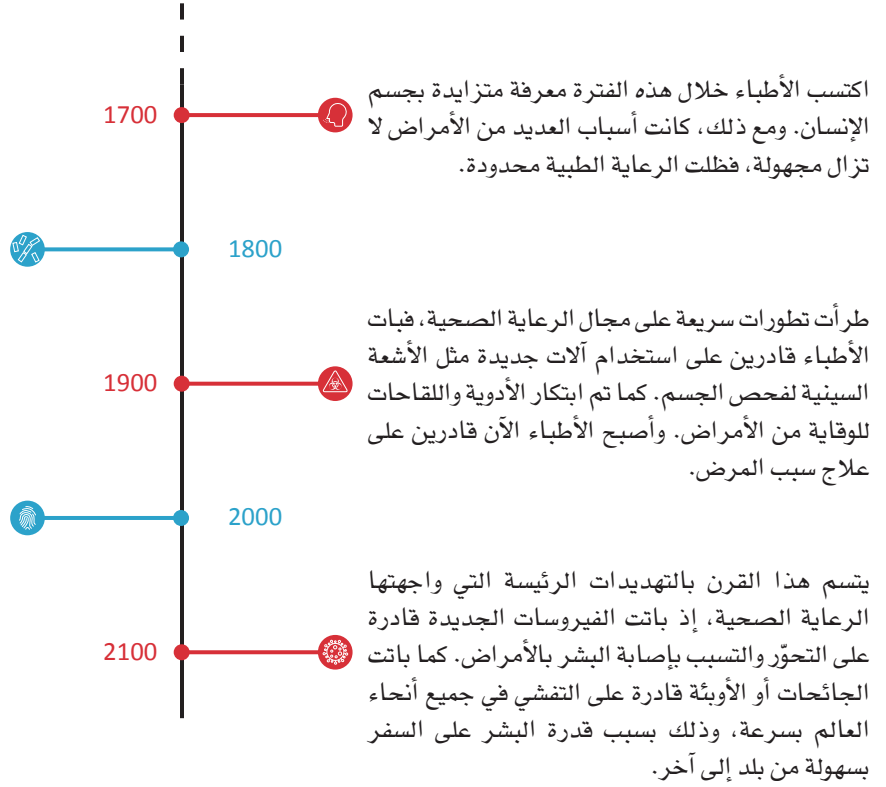 اكتسب الأطباء خلال هذه الفترة معرفة متزايدة بجسم
1700
الإنسان. ومع ذلك، كانت أسباب العديد من الأمراض لا
تزال مجهولة، فظلت الرعاية الطبية محدودة.
1800
طرأت تطورات سريعة على مجال الرعاية الصحية، فبات
الأطباء قادرين على استخدام آلات جديدة مثل الأشعة
1900
السينية لفحص الجسم. كما تم ابتكار الأدوية واللقاحات
للوقاية من الأمراض. وأصبح الأطباء الآن قادرين على
علاج سبب المرض.
2000
يتسم هذا القرن بالتهديدات الرئيسة التي واجهتها
الرعاية الصحية، إذ باتت الفيروسات الجديدة قادرة
2100
على التحوّر والتسبب بإصابة البشر بالأمراض. كما باتت
الجائحات أو الأوبئة قادرة على التفشي في جميع أنحاء
العالم بسرعة، وذلك بسبب قدرة البشر على السفر
بسهولة من بلد إلى آخر.